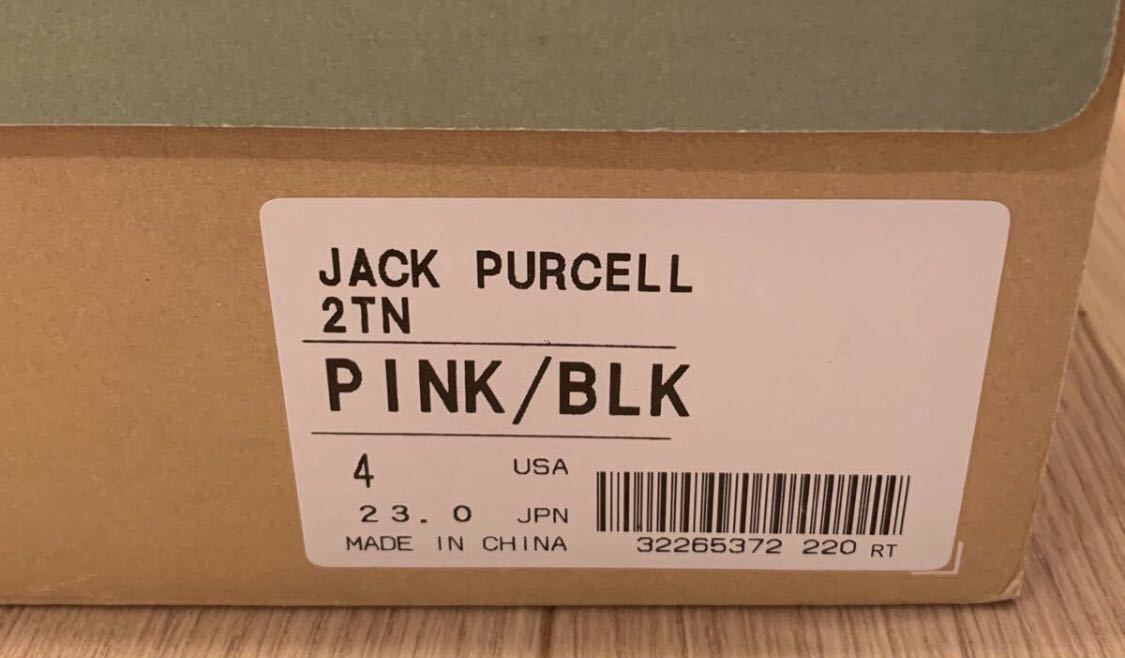 JACK PURCELL
2TN
PINK/BLK
4 USA
23.0 JPN
MADE IN CHINA
32265372 220 RT